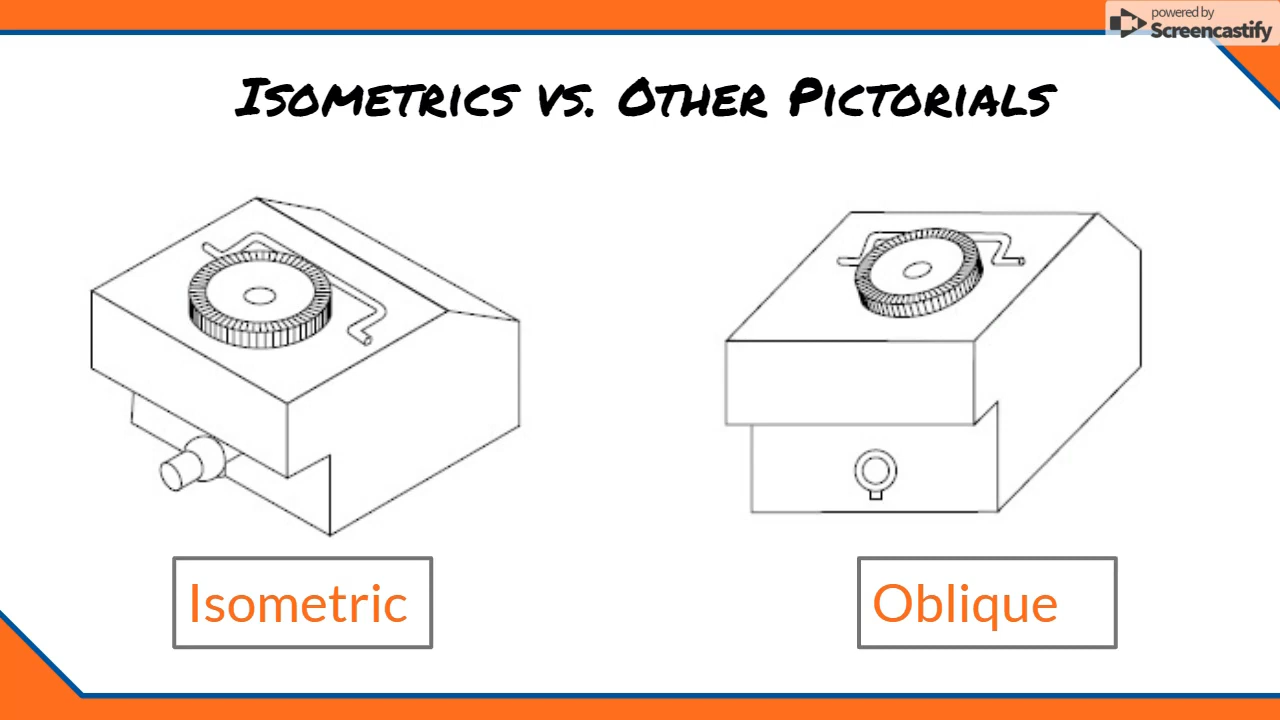 powered by
Screencastify
Isometrics vs. Other Pictorials
Isometric
Oblique